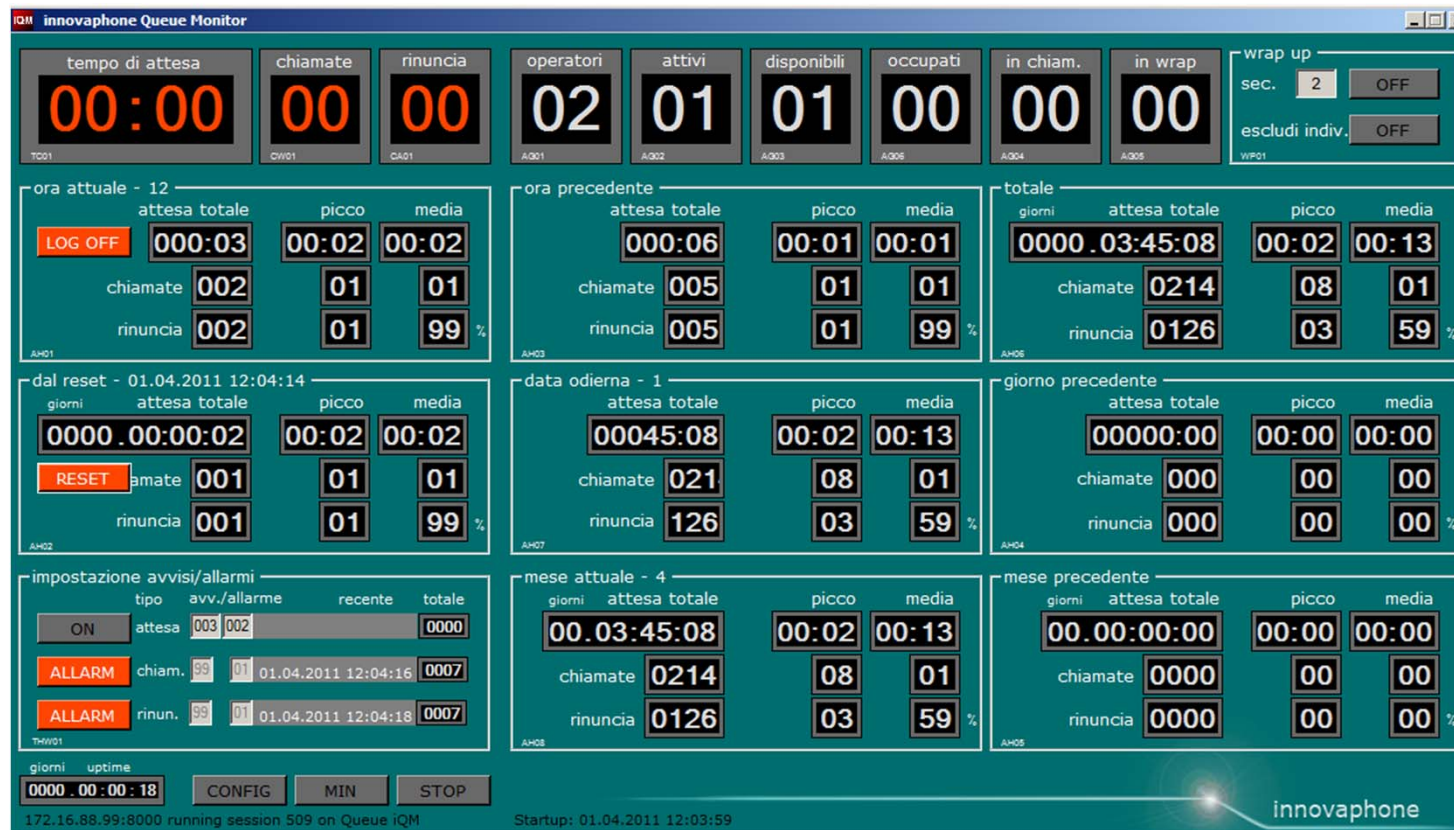 iQM innovaphone Queue Monitor
tempo di attesa chiamate rinuncia operatori attivi disponibili occupati in chiam. in wrap wrap up
00:00 00 00 02 01 01 00 00 00 sec. 2 OFF
escludi indiv. OFF
TC01 CW01 CA01 AG01 AG02 AG03 AG06 AG04 AG05 WP01
ora attuale - 12
attesa totale picco media
LOG OFF 000:03 00:02 00:02
chiamate 002 01 01
rinuncia 002 01 99 %
AH01
ora precedente
attesa totale picco media
000:06 00:01 00:01
chiamate 005 01 01
rinuncia 005 01 99 %
AH03
totale
giorni attesa totale picco media
0000.03:45:08 00:02 00:13
chiamate 0214 08 01
rinuncia 0126 03 59 %
AH06
dal reset - 01.04.2011 12:04:14
giorni attesa totale picco media
0000.00:00:02 00:02 00:02
RESET amate 001 01 01
rinuncia 001 01 99 %
AH02
data odierna - 1
attesa totale picco media
00045:08 00:02 00:13
chiamate 021 08 01
rinuncia 126 03 59 %
AH07
giorno precedente
attesa totale picco media
00000:00 00:00 00:00
chiamate 000 00 00
rinuncia 000 00 00 %
AH04
impostazione avvisi/allarmi
tipo avv./allarme recente totale
ON attesa 003 002 0000
ALLARM chiam. 99 01 01.04.2011 12:04:16 0007
ALLARM rinun. 99 01 01.04.2011 12:04:18 0007
THW01
mese attuale - 4
giorni attesa totale picco media
00.03:45:08 00:02 00:13
chiamate 0214 08 01
rinuncia 0126 03 59 %
AH08
mese precedente
giorni attesa totale picco media
00.00:00:00 00:00 00:00
chiamate 0000 00 00
rinuncia 0000 00 00 %
AH05
giorni uptime
0000.00:00:18 CONFIG MIN STOP
172.16.88.99:8000 running session 509 on Queue iQM Startup: 01.04.2011 12:03:59
innovaphone